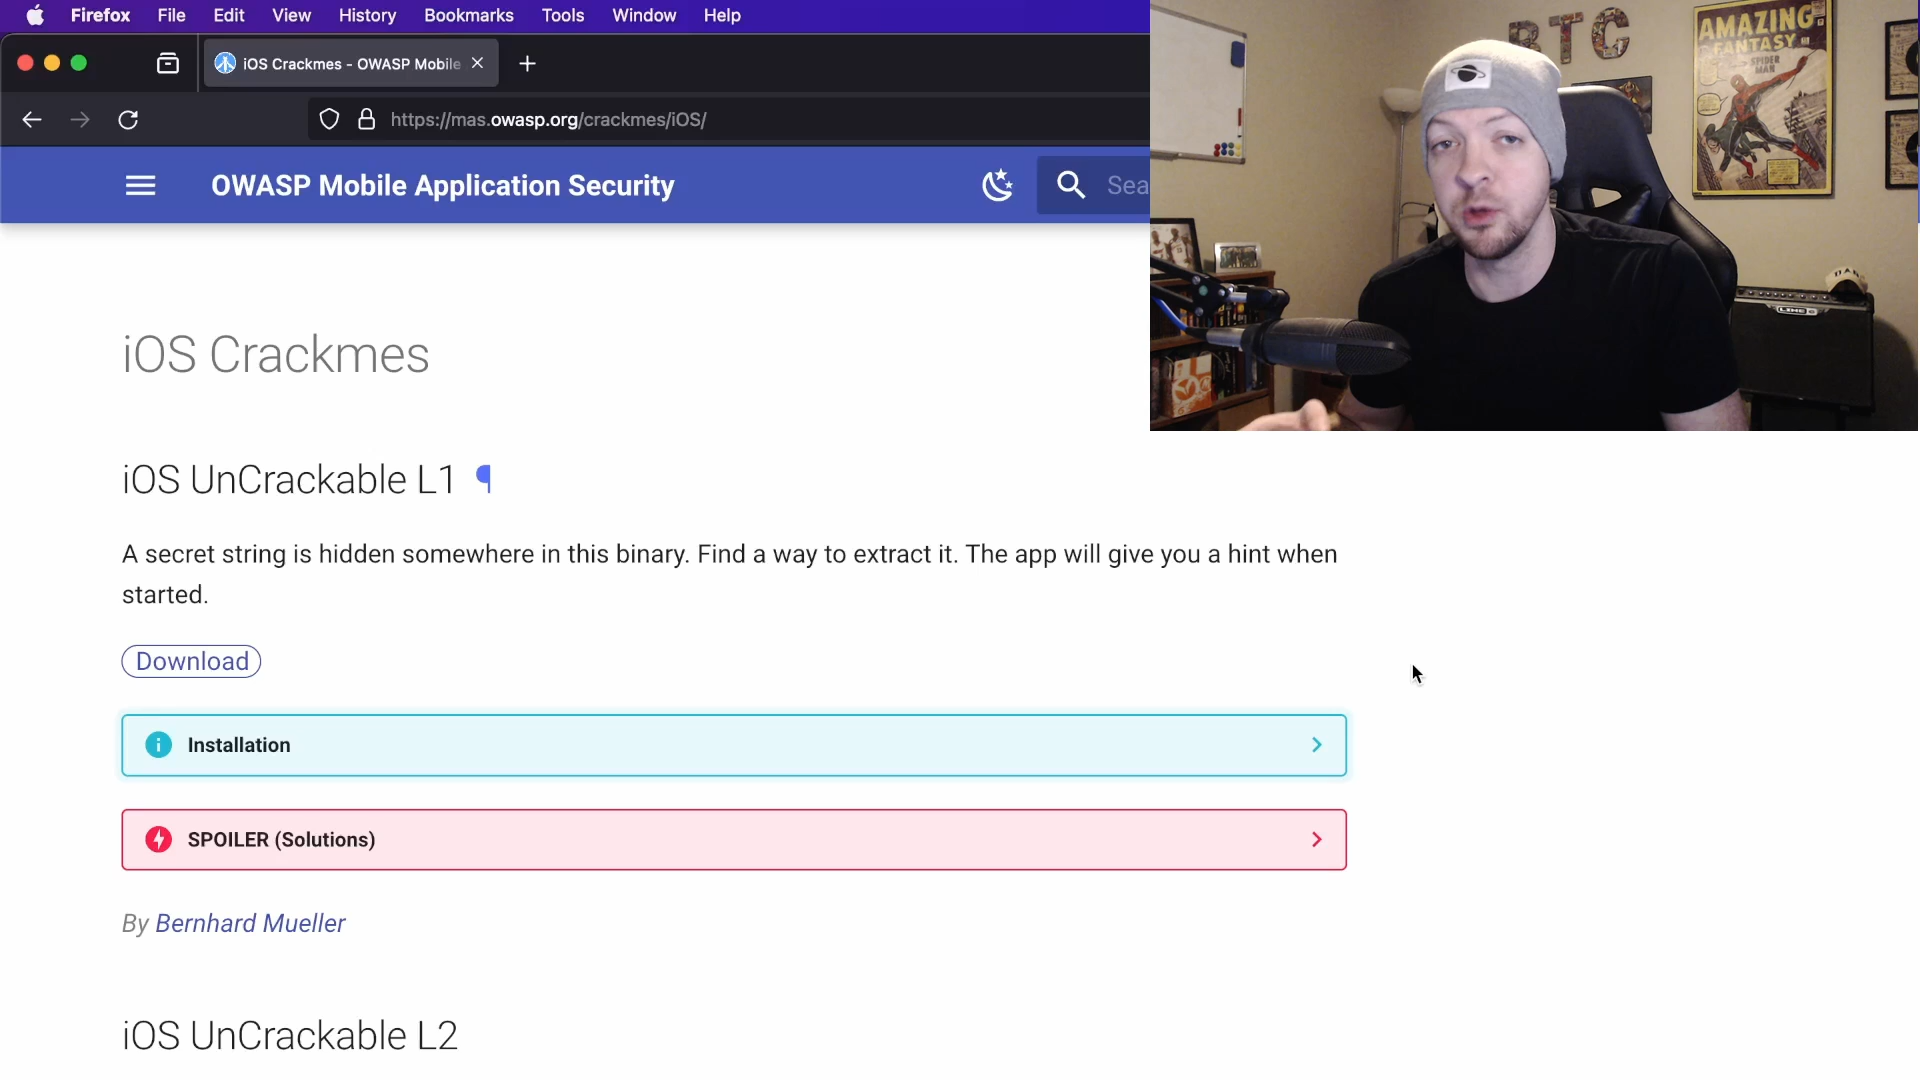 Firefox File Edit View History Bookmarks Tools Window Help
iOS Crackmes - OWASP Mobile
https://mas.owasp.org/crackmes/iOS/
OWASP Mobile Application Security
Sea
BTC
AMAZING
FANTASY
SPIDER
MAN
LINE 6
iOS Crackmes
iOS UnCrackable L1 ¶
A secret string is hidden somewhere in this binary. Find a way to extract it. The app will give you a hint when
started.
Download
Installation
SPOILER (Solutions)
By Bernhard Mueller
iOS UnCrackable L2